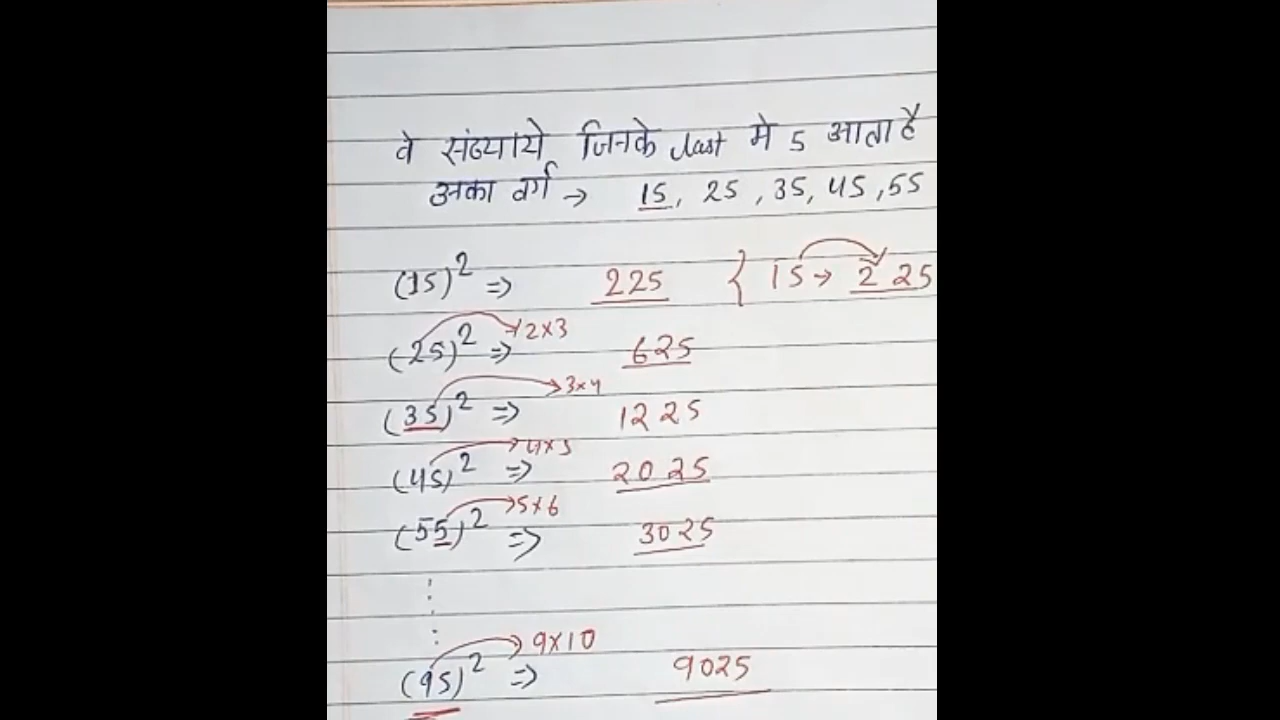 वे संख्याये जिनके last मे 5 आता है
उनका वर्ग → 15, 25, 35, 45, 55
(15)² ⇒ 225 { 15 → 2 25
(25)² ⇒ 2×3 625
(35)² ⇒ 3×4 1225
(45)² ⇒ 4×5 2025
(55)² ⇒ 5×6 3025
(95)² ⇒ 9×10 9025